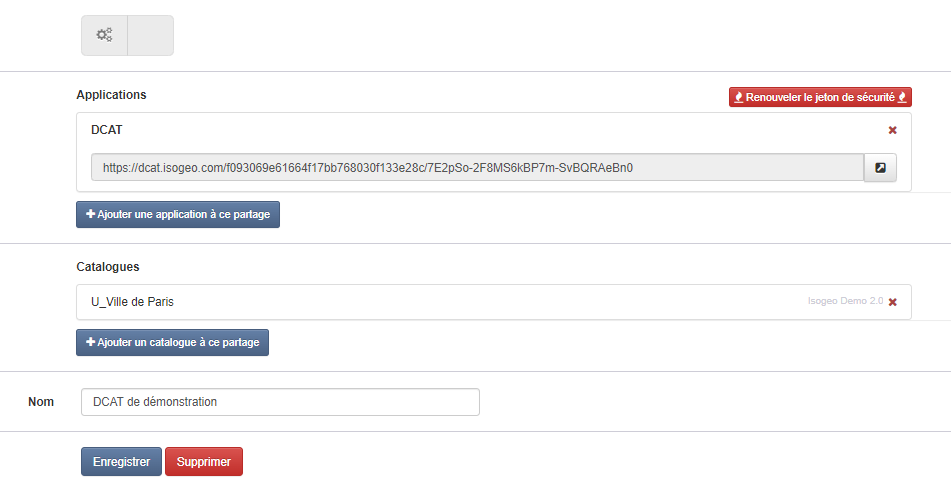 Applications
Renouveler le jeton de sécurité
DCAT
https://dcat.isogeo.com/f093069e61664f17bb768030f133e28c/7E2pSo-2F8MS6kBP7m-SvBQRAeBn0
Ajouter une application à ce partage
Catalogues
U_Ville de Paris
Isogeo Demo 2.0
Ajouter un catalogue à ce partage
Nom
DCAT de démonstration
Enregistrer
Supprimer